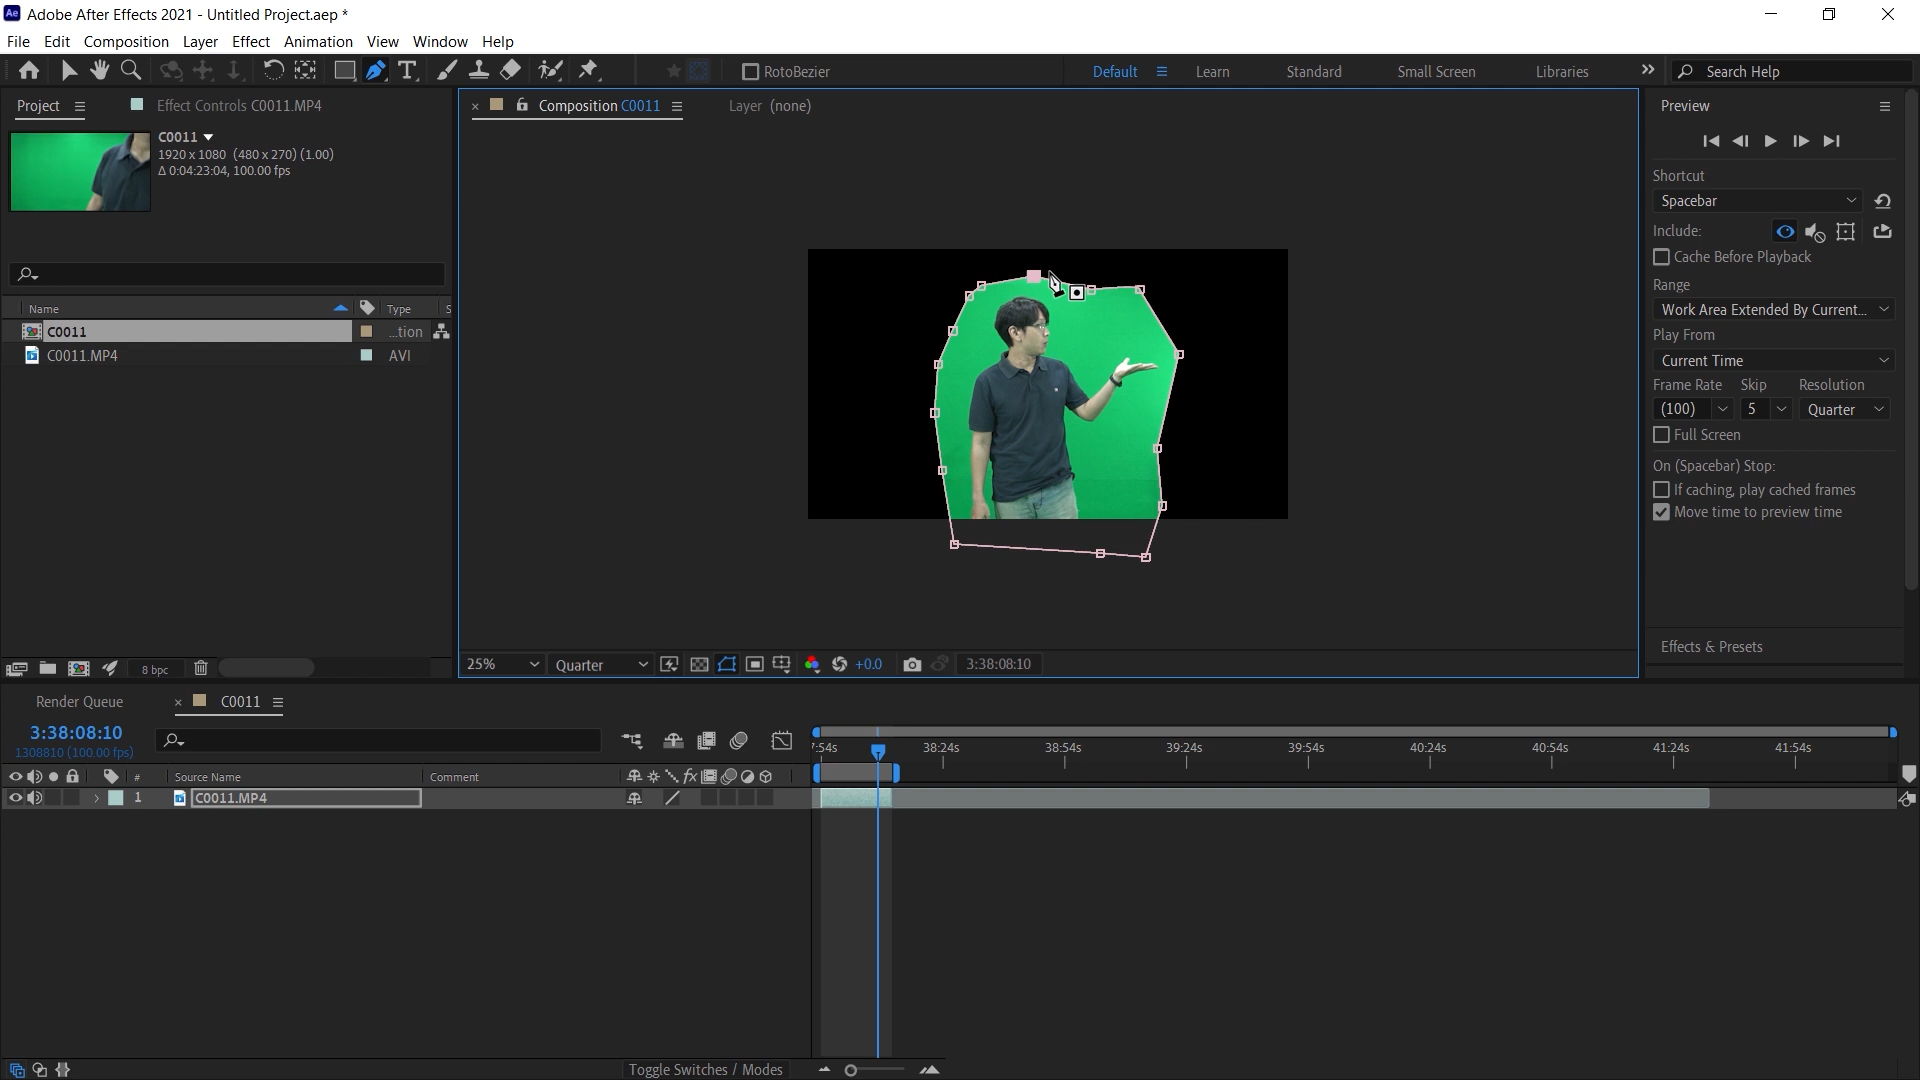 Ae Adobe After Effects 2021 - Untitled Project.aep *
File Edit Composition Layer Effect Animation View Window Help
RotoBezier
Default Learn Standard Small Screen Libraries
Search Help
Project Effect Controls C0011.MP4
Composition C0011 Layer (none)
C0011
1920 x 1080 (480 x 270) (1.00)
Δ 0:04:23:04, 100.00 fps
Name Type S
C0011 ...tion
C0011.MP4 AVI
8 bpc
25% Quarter +0.0 3:38:08:10
Preview
Shortcut
Spacebar
Include:
Cache Before Playback
Range
Work Area Extended By Current...
Play From
Current Time
Frame Rate Skip Resolution
(100) 5 Quarter
Full Screen
On (Spacebar) Stop:
If caching, play cached frames
Move time to preview time
Effects & Presets
Render Queue C0011
3:38:08:10
1308810 (100.00 fps)
:54s 38:24s 38:54s 39:24s 39:54s 40:24s 40:54s 41:24s 41:54s
# Source Name Comment
fx
1 C0011.MP4
Toggle Switches / Modes